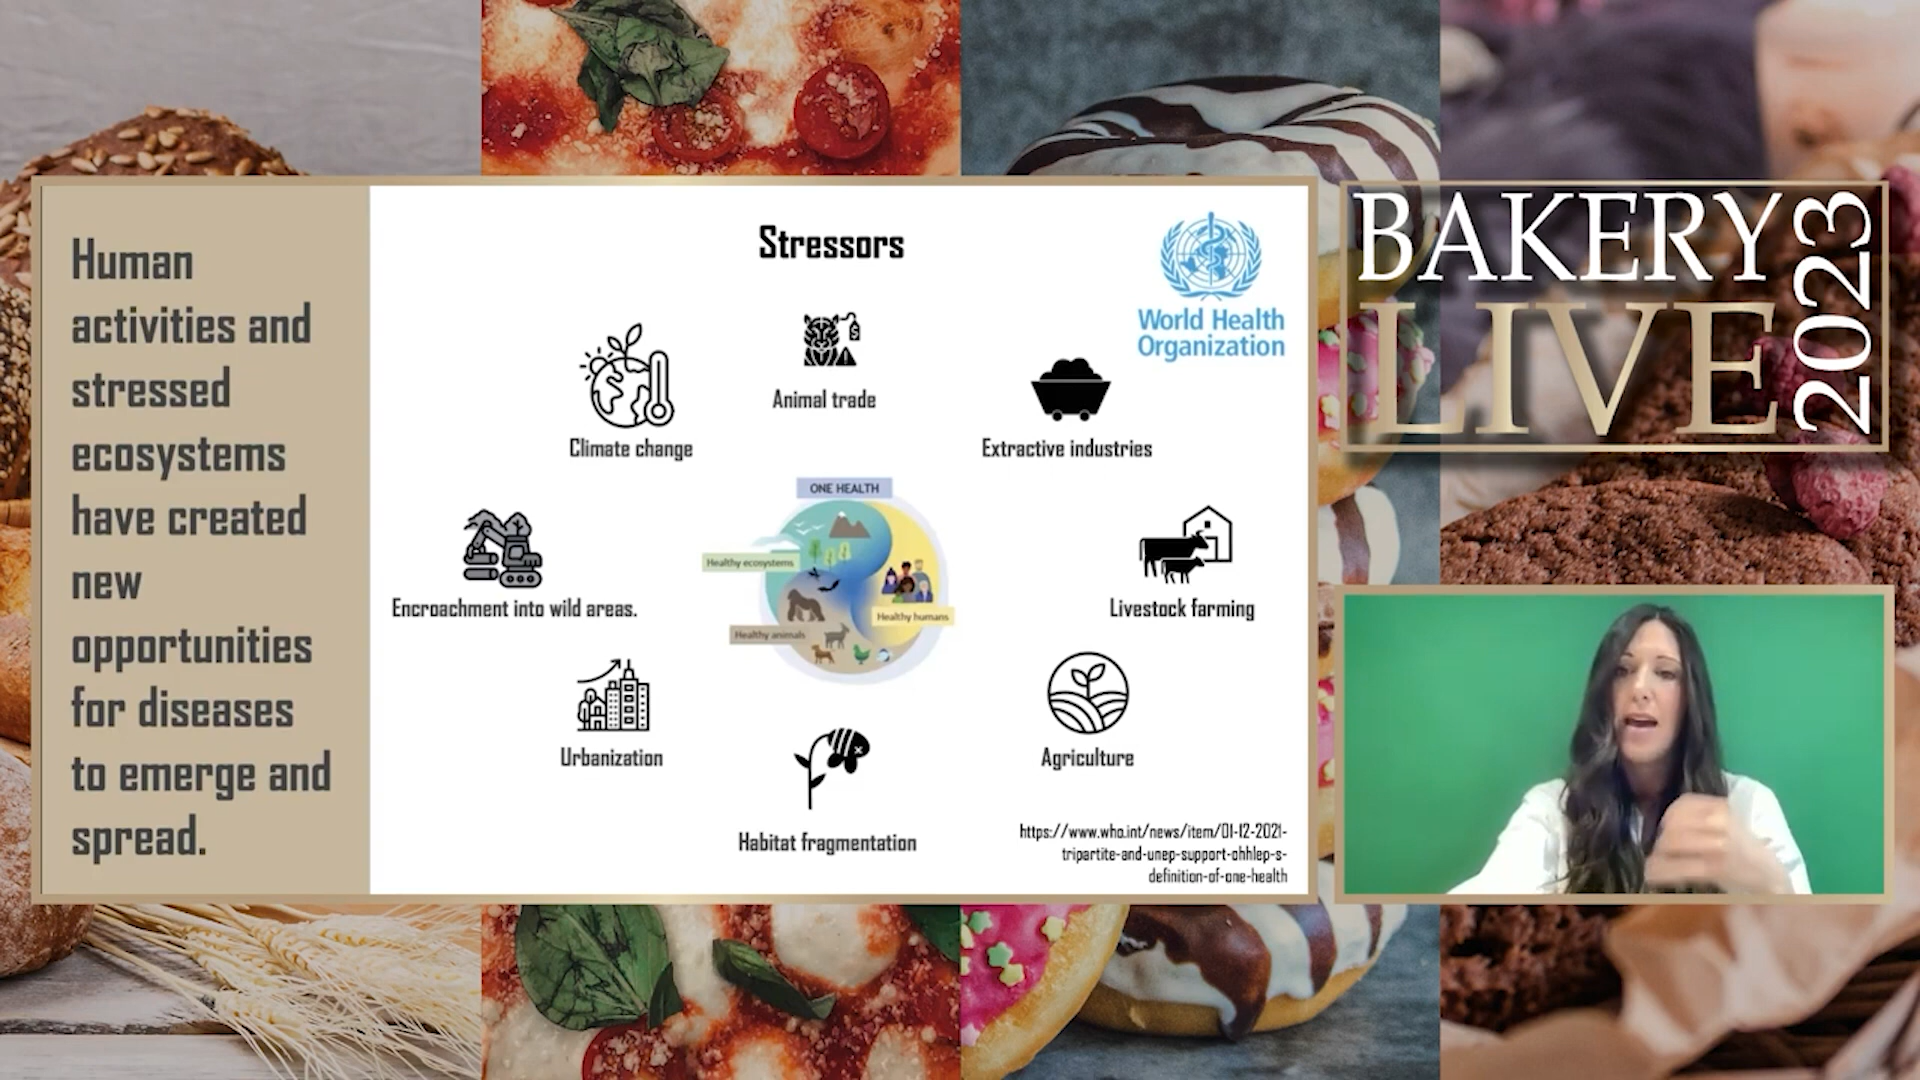 Human
activities and
stressed
ecosystems
have created
new
opportunities
for diseases
to emerge and
spread.
Stressors
World Health
Organization
Animal trade
Climate change
Extractive industries
ONE HEALTH
Healthy ecosystems
Healthy humans
Healthy animals
Encroachment into wild areas.
Livestock farming
Urbanization
Agriculture
Habitat fragmentation
https://www.who.int/news/item/01-12-2021-
tripartite-and-unep-support-ohhlep-s-
definition-of-one-health
BAKERY
LIVE
2023